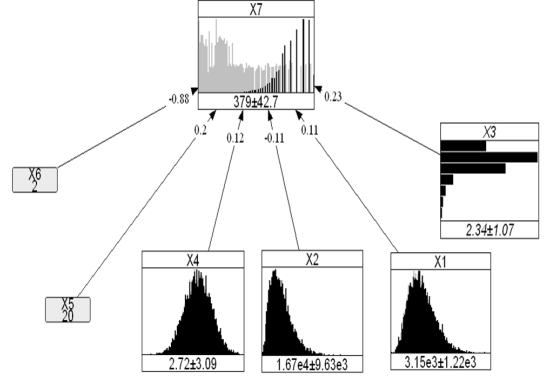 X7
379±42.7
-0.88
0.2
0.12
-0.11
0.11
0.23
X3
2.34±1.07
X6
2
X5
20
X4
2.72±3.09
X2
1.67e4±9.63e3
X1
3.15e3±1.22e3